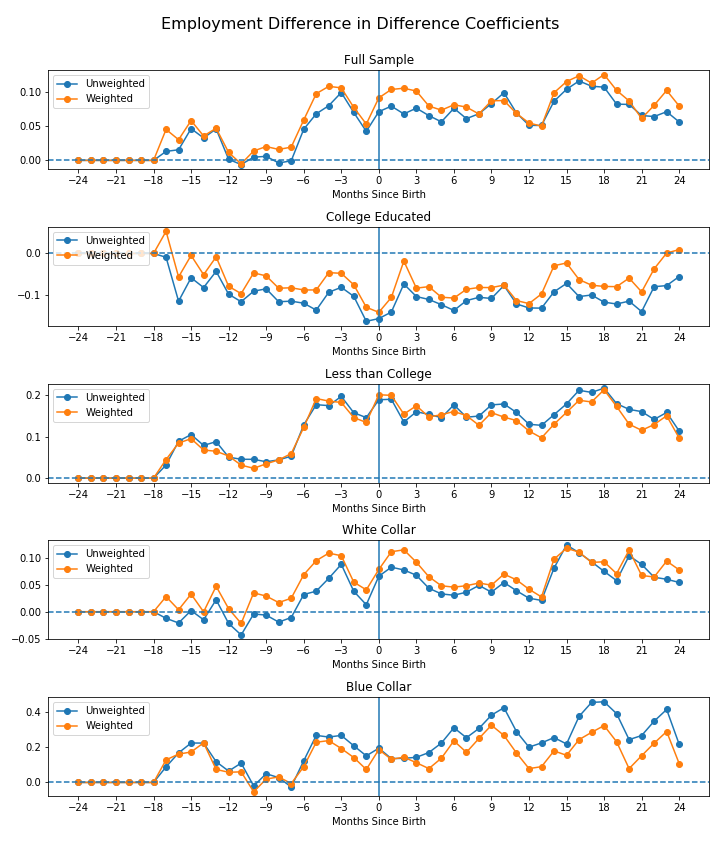 Employment Difference in Difference Coefficients
Full Sample
Unweighted
Weighted
0.10
0.05
0.00
−24 −21 −18 −15 −12 −9 −6 −3 0 3 6 9 12 15 18 21 24
Months Since Birth
College Educated
Unweighted
Weighted
0.0
−0.1
−24 −21 −18 −15 −12 −9 −6 −3 0 3 6 9 12 15 18 21 24
Months Since Birth
Less than College
Unweighted
Weighted
0.2
0.1
0.0
−24 −21 −18 −15 −12 −9 −6 −3 0 3 6 9 12 15 18 21 24
Months Since Birth
White Collar
Unweighted
Weighted
0.10
0.05
0.00
−0.05
−24 −21 −18 −15 −12 −9 −6 −3 0 3 6 9 12 15 18 21 24
Months Since Birth
Blue Collar
Unweighted
Weighted
0.4
0.2
0.0
−24 −21 −18 −15 −12 −9 −6 −3 0 3 6 9 12 15 18 21 24
Months Since Birth